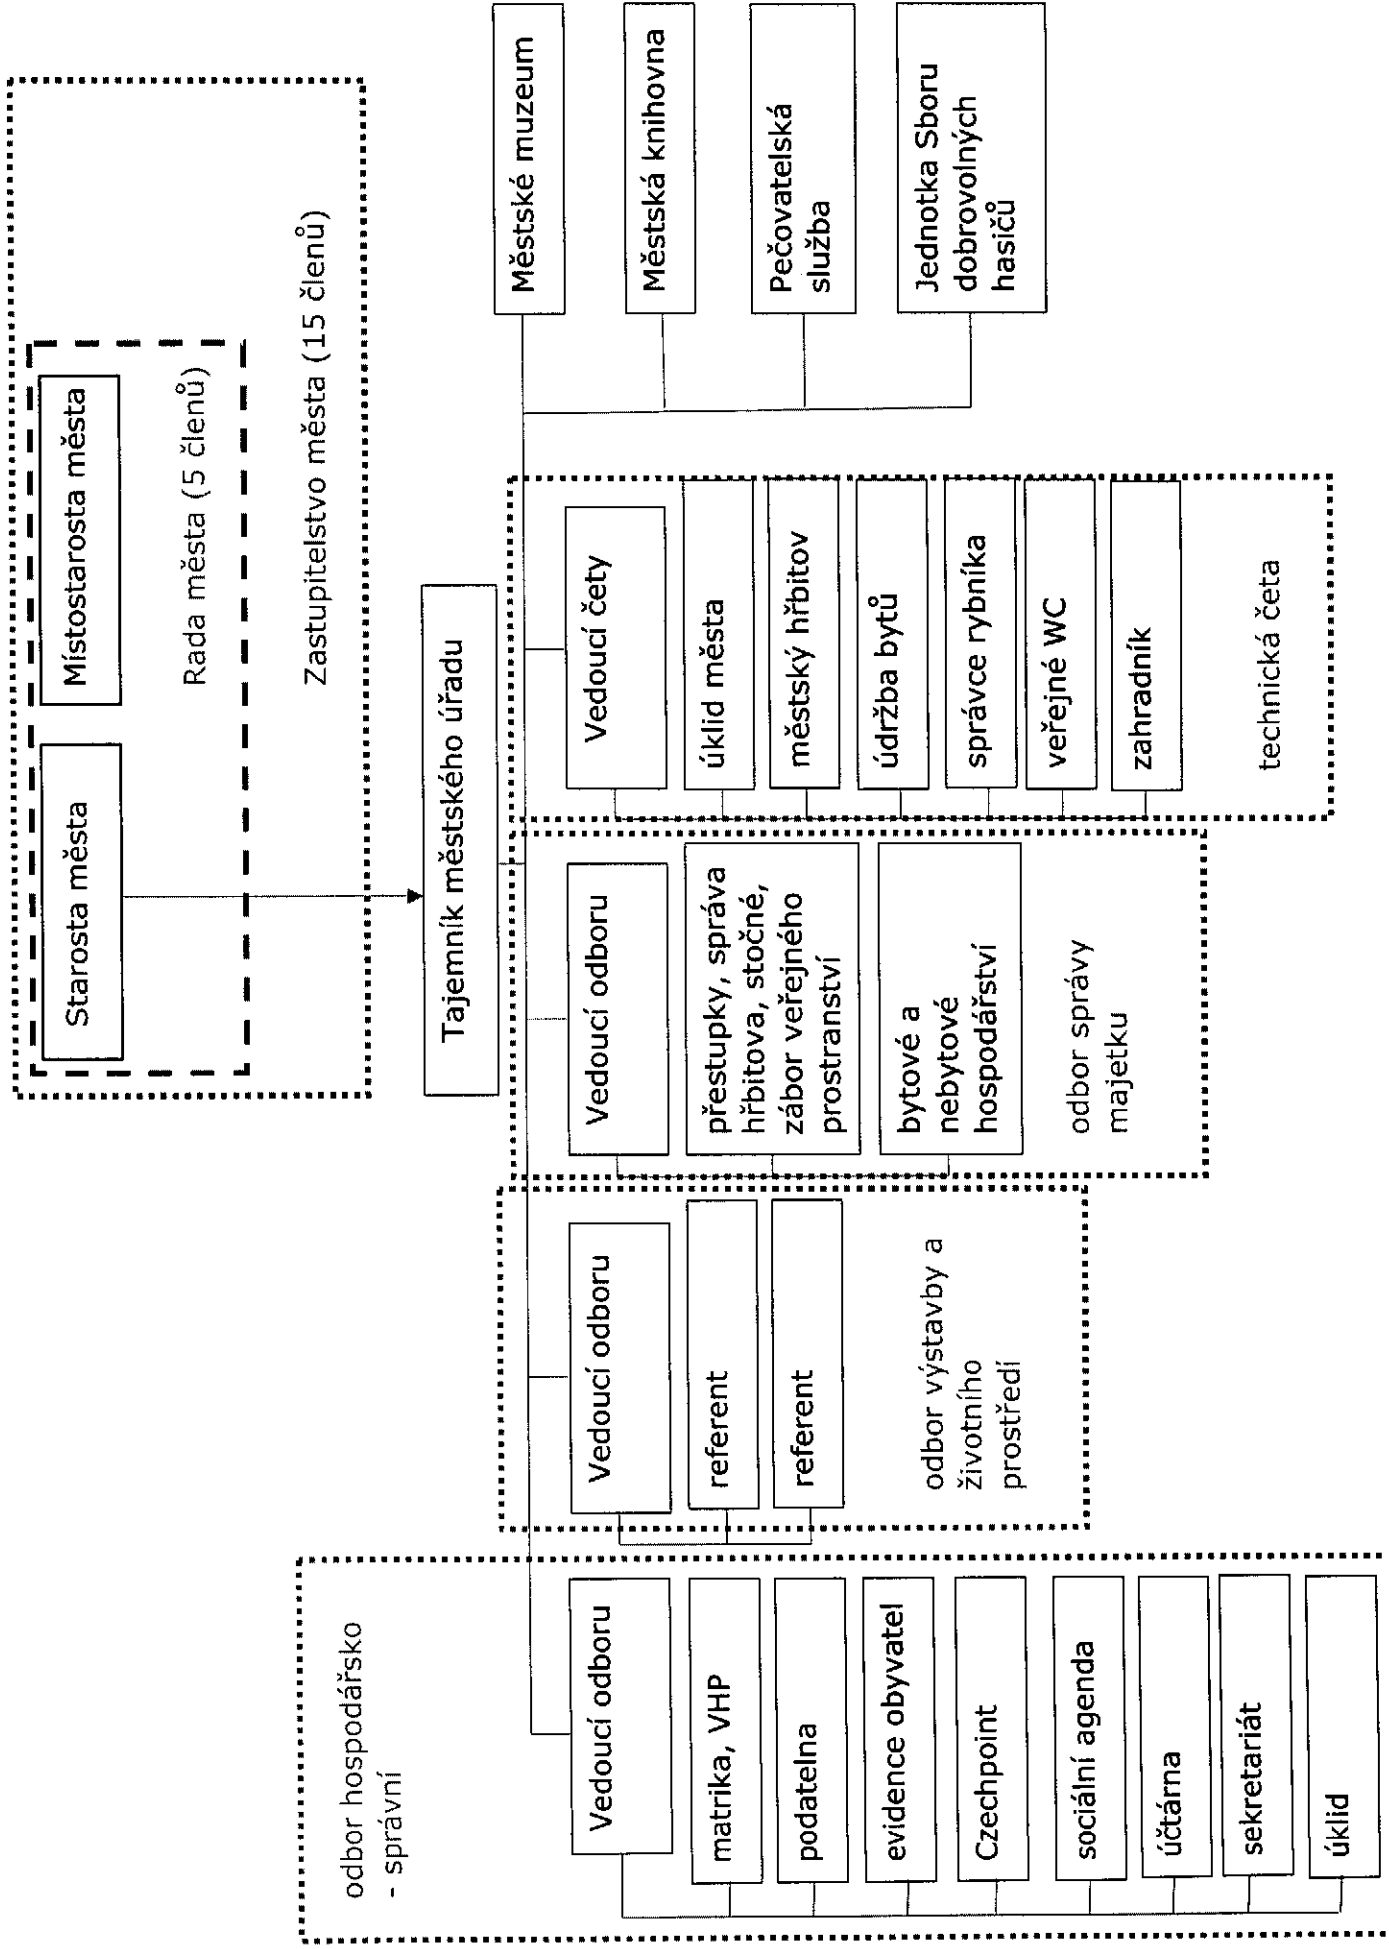 Starosta města
Místostarosta města
Rada města (5 členů)
Zastupitelstvo města (15 členů)
Tajemník městského úřadu
odbor hospodářsko
- správní
Vedoucí odboru
matrika, VHP
podatelna
evidence obyvatel
Czechpoint
sociální agenda
účtárna
sekretariát
úklid
Vedoucí odboru
referent
referent
odbor výstavby a
životního
prostředí
Vedoucí odboru
přestupky, správa
hřbitova, stočné,
zábor veřejného
prostranství
bytové a
nebytové
hospodářství
odbor správy
majetku
Vedoucí čety
úklid města
městský hřbitov
údržba bytů
správce rybníka
veřejné WC
zahradník
technická četa
Městské muzeum
Městská knihovna
Pečovatelská
služba
Jednotka Sboru
dobrovolných
hasičů